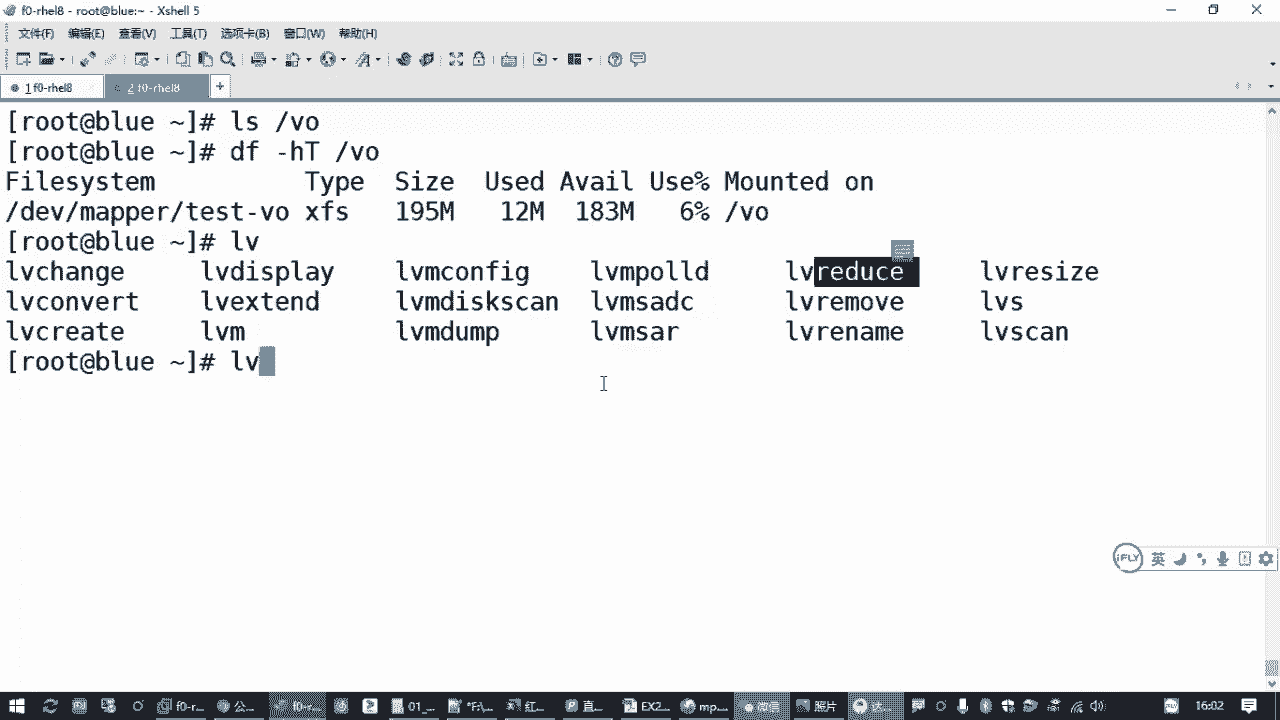 f0-rhel8 - root@blue:~ - Xshell 5
文件(F) 编辑(E) 查看(V) 工具(T) 选项卡(B) 窗口(W) 帮助(H)
1 f0-rhel8 2 f0-rhel8 +
[root@blue ~]# ls /vo
[root@blue ~]# df -hT /vo
Filesystem Type Size Used Avail Use% Mounted on
/dev/mapper/test-vo xfs 195M 12M 183M 6% /vo
[root@blue ~]# lv
lvchange lvdisplay lvmconfig lvmpolld lvreduce lvresize
lvconvert lvextend lvmdiskscan lvmsadc lvremove lvs
lvcreate lvm lvmdump lvmsar lvrename lvscan
[root@blue ~]# lv
iFLY 英
f0-r... 公... f0-r... 01_... 红... 直... EX2... mp... 微信 照片 16:02